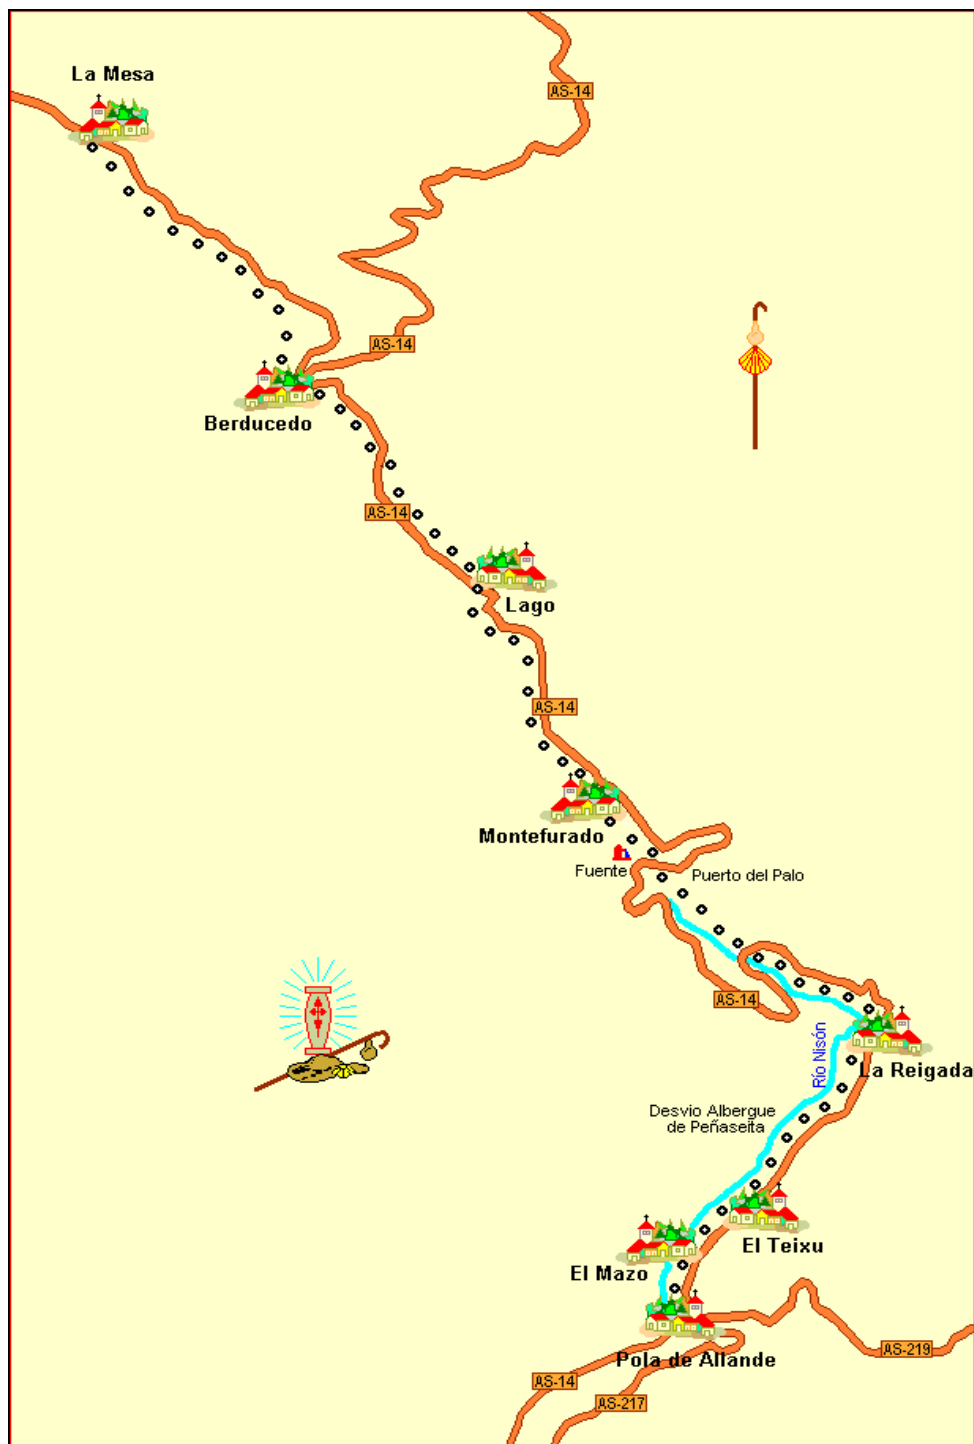 La Mesa
AS-14
AS-14
Berducedo
AS-14
Lago
AS-14
Montefurado
Fuente
Puerto del Palo
AS-14
Río Nisón
La Reigada
Desvio Albergue
de Peñaseita
El Teixu
El Mazo
Pola de Allande
AS-219
AS-14
AS-217